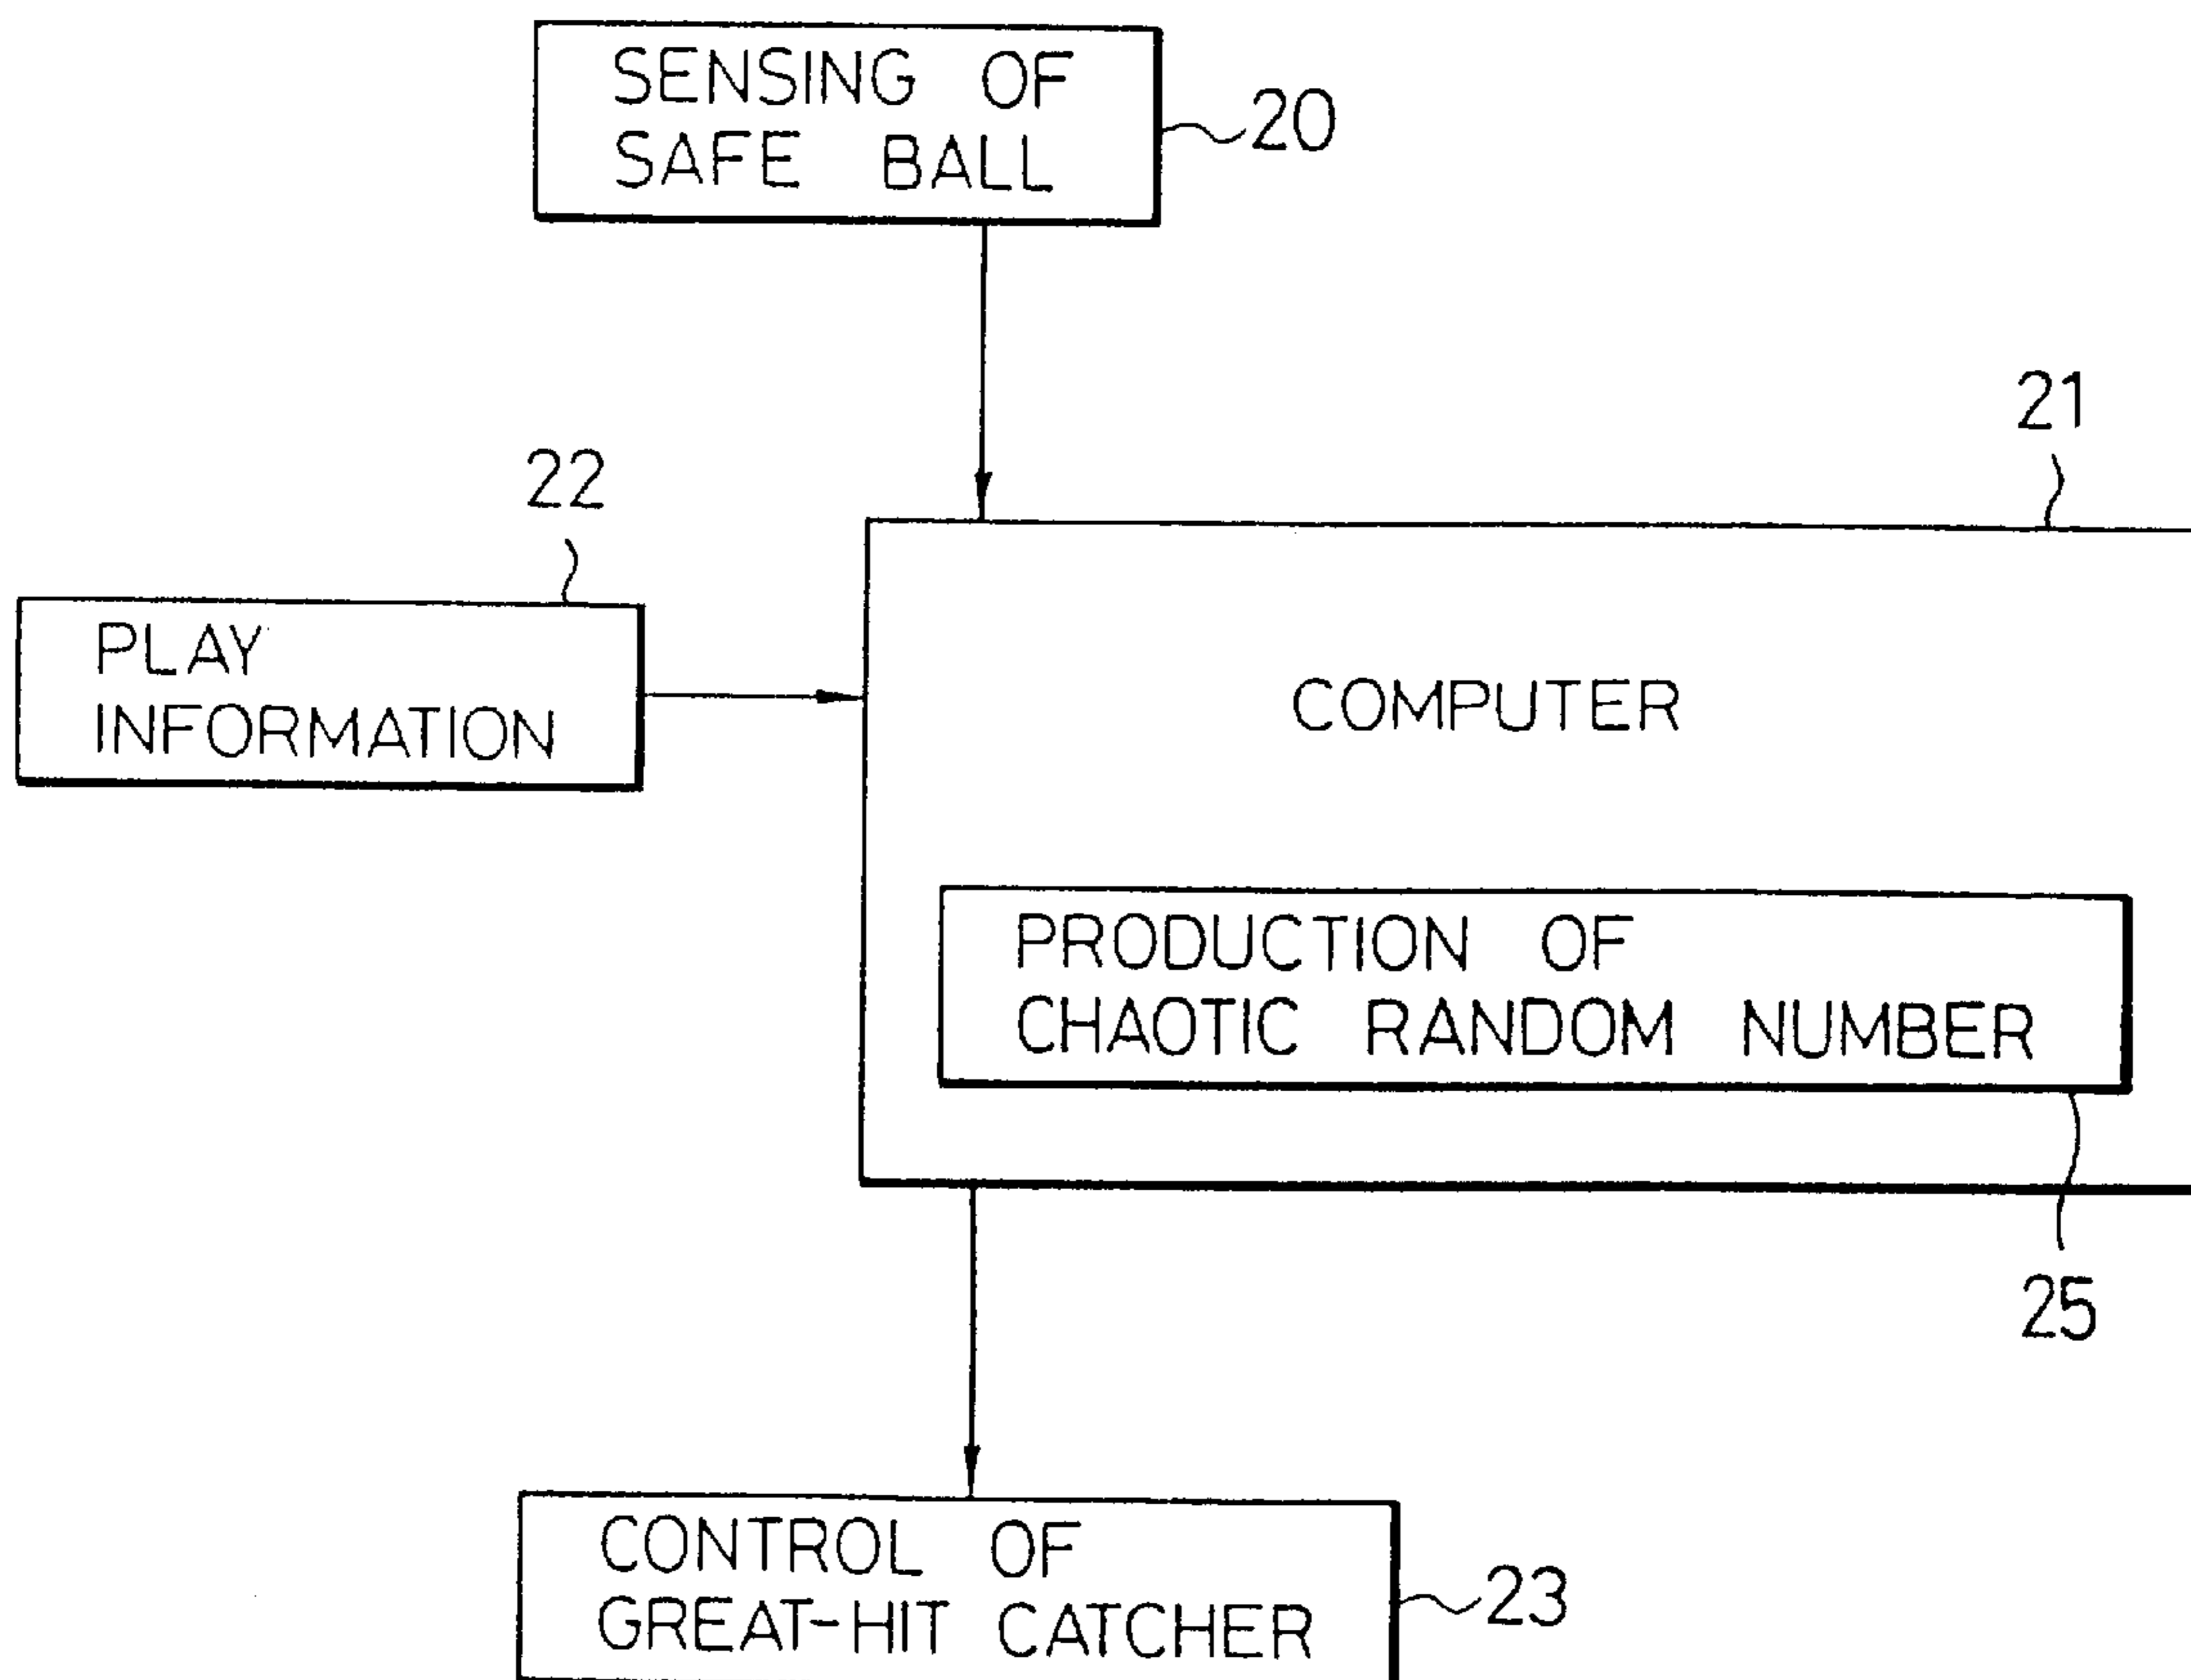 SENSING OF
SAFE BALL
20
21
22
PLAY
INFORMATION
COMPUTER
PRODUCTION OF
CHAOTIC RANDOM NUMBER
25
CONTROL OF
GREAT-HIT CATCHER
23